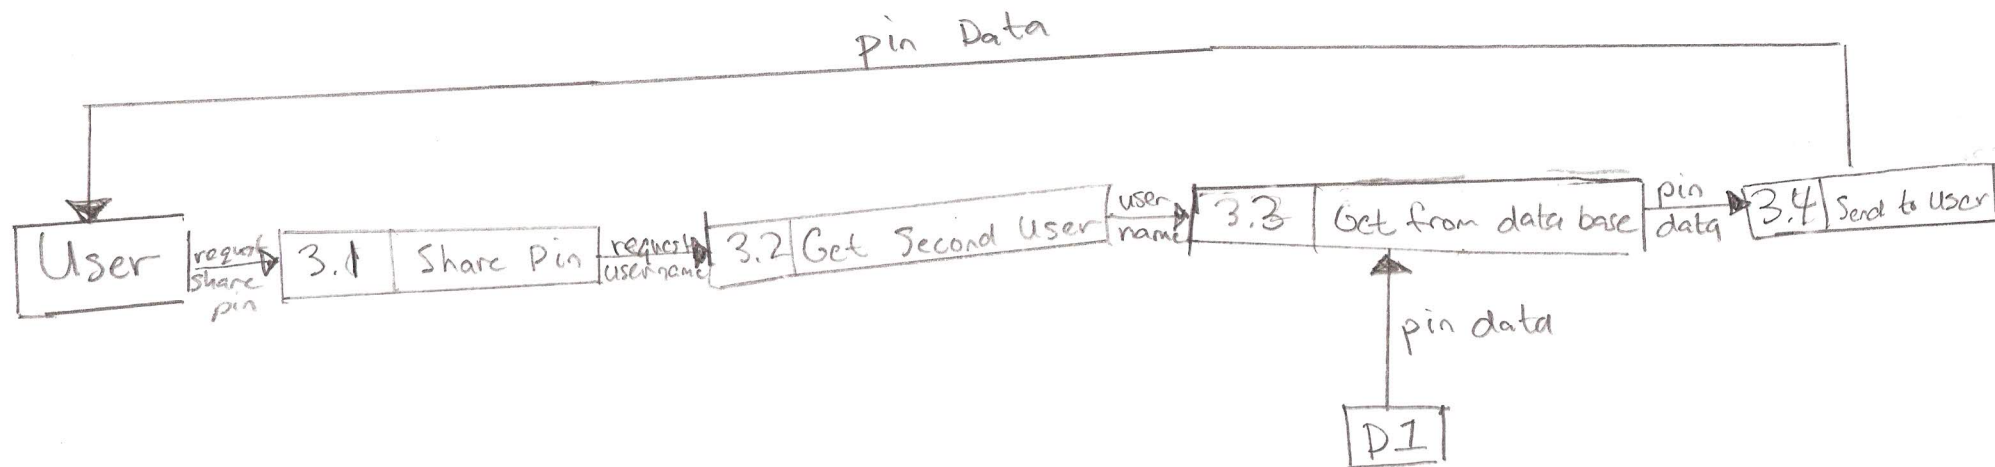 pin Data
User
request
share
pin
3.1
Share Pin
request
username
3.2
Get Second User
user
name
3.3
Get from data base
pin
data
3.4
Send to User
pin data
D1